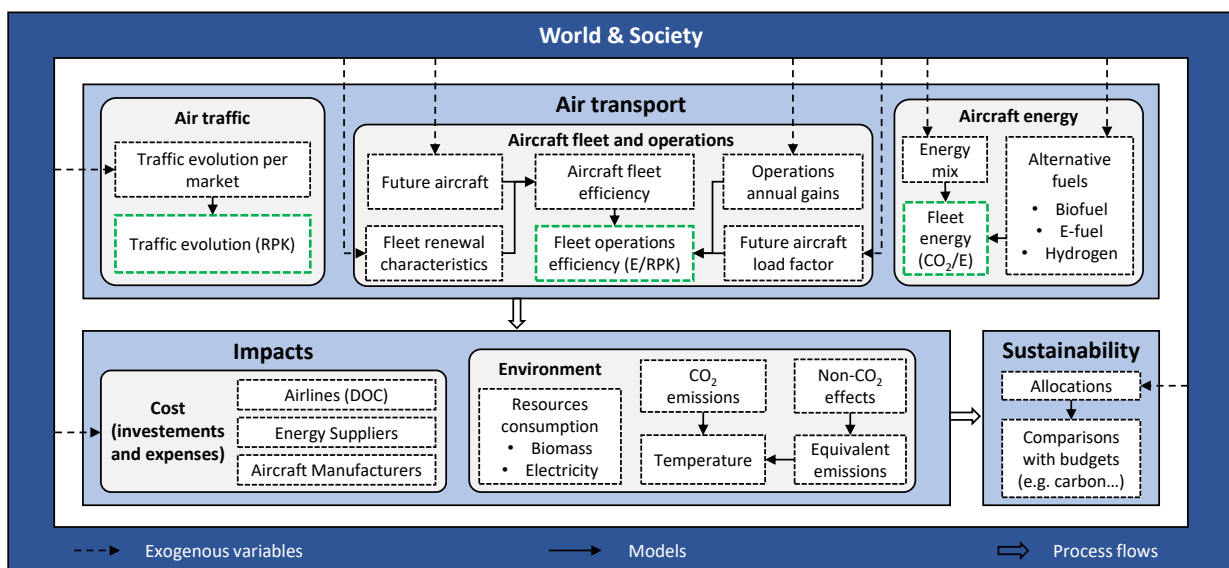 World & Society
Air transport
Air traffic
Traffic evolution per
market
Traffic evolution (RPK)
Aircraft fleet and operations
Future aircraft
Fleet renewal
characteristics
Aircraft fleet
efficiency
Fleet operations
efficiency (E/RPK)
Operations
annual gains
Future aircraft
load factor
Aircraft energy
Energy
mix
Fleet
energy
(CO₂/E)
Alternative
fuels
• Biofuel
• E-fuel
• Hydrogen
Impacts
Cost
(investements
and expenses)
Airlines (DOC)
Energy Suppliers
Aircraft Manufacturers
Environment
Resources
consumption
• Biomass
• Electricity
CO₂
emissions
Temperature
Non-CO₂
effects
Equivalent
emissions
Sustainability
Allocations
Comparisons
with budgets
(e.g. carbon…)
Exogenous variables
Models
Process flows